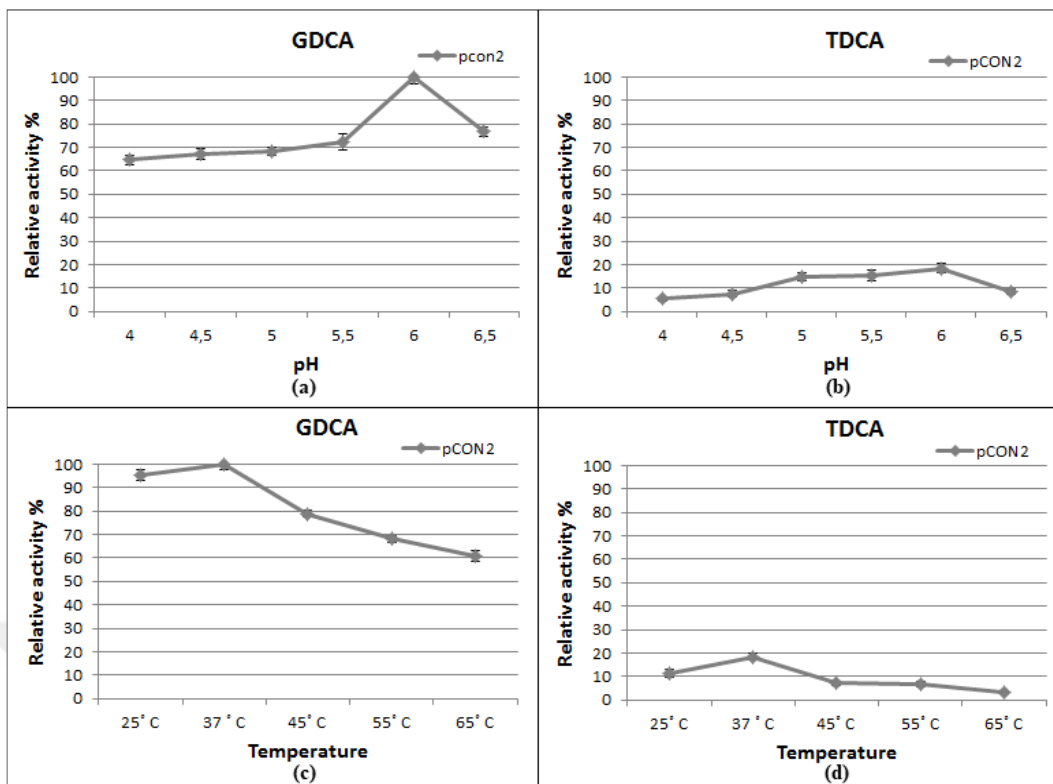 GDCA
pcon2
Relative activity %
100
90
80
70
60
50
40
30
20
10
0
4 4,5 5 5,5 6 6,5
pH
(a)
TDCA
pCON2
Relative activity %
100
90
80
70
60
50
40
30
20
10
0
4 4,5 5 5,5 6 6,5
pH
(b)
GDCA
pCON2
Relative activity %
100
90
80
70
60
50
40
30
20
10
0
25° C 37 ° C 45° C 55° C 65° C
Temperature
(c)
TDCA
pCON2
Relative activity %
100
90
80
70
60
50
40
30
20
10
0
25° C 37 ° C 45° C 55° C 65° C
Temperature
(d)